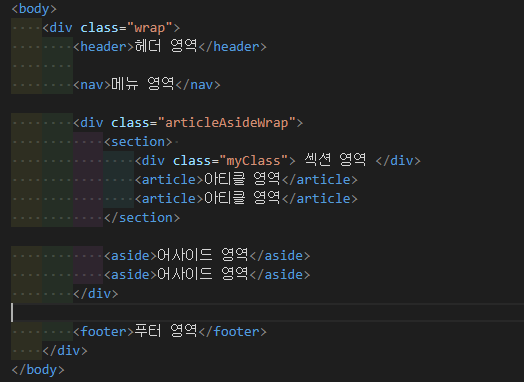 <body>
<div class="wrap">
<header>헤더 영역</header>
<nav>메뉴 영역</nav>
<div class="articleAsideWrap">
<section>
<div class="myClass"> 섹션 영역 </div>
<article>아티클 영역</article>
<article>아티클 영역</article>
</section>
<aside>어사이드 영역</aside>
<aside>어사이드 영역</aside>
</div>
<footer>푸터 영역</footer>
</div>
</body>